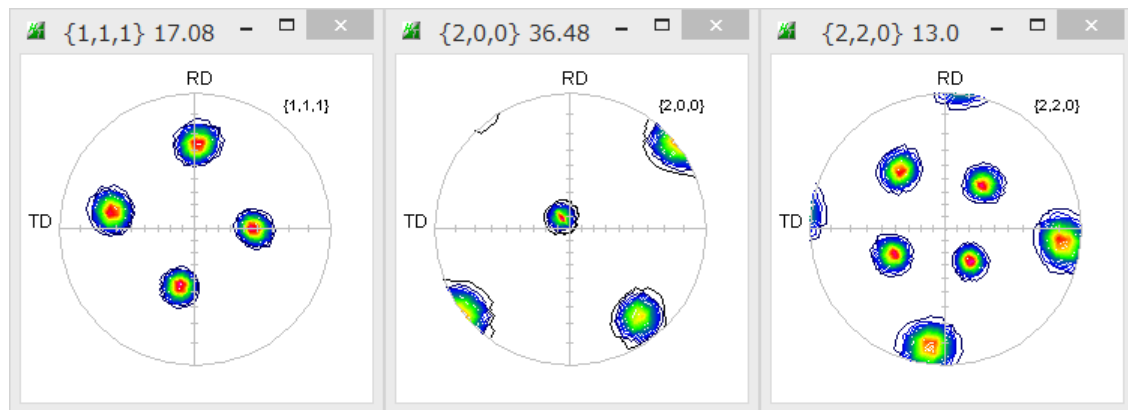 {1,1,1} 17.08
{2,0,0} 36.48
{2,2,0} 13.0
RD
{1,1,1}
TD
RD
{2,0,0}
TD
RD
{2,2,0}
TD